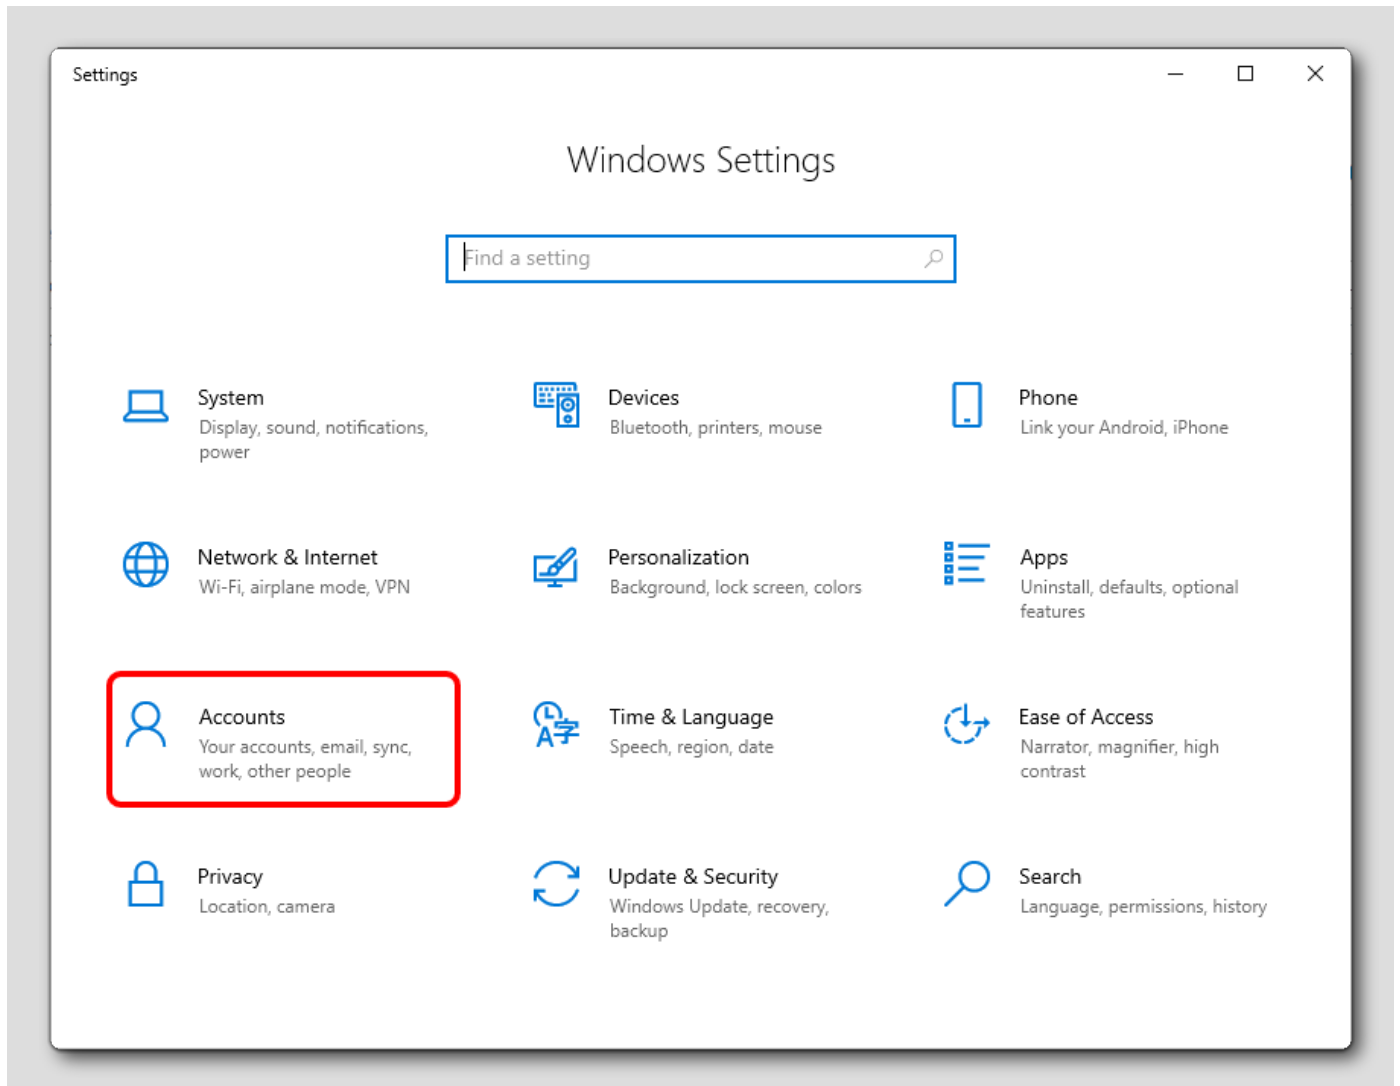 Settings
Windows Settings
Find a setting
System
Display, sound, notifications,
power
Devices
Bluetooth, printers, mouse
Phone
Link your Android, iPhone
Network & Internet
Wi-Fi, airplane mode, VPN
Personalization
Background, lock screen, colors
Apps
Uninstall, defaults, optional
features
Accounts
Your accounts, email, sync,
work, other people
Time & Language
Speech, region, date
Ease of Access
Narrator, magnifier, high
contrast
Privacy
Location, camera
Update & Security
Windows Update, recovery,
backup
Search
Language, permissions, history